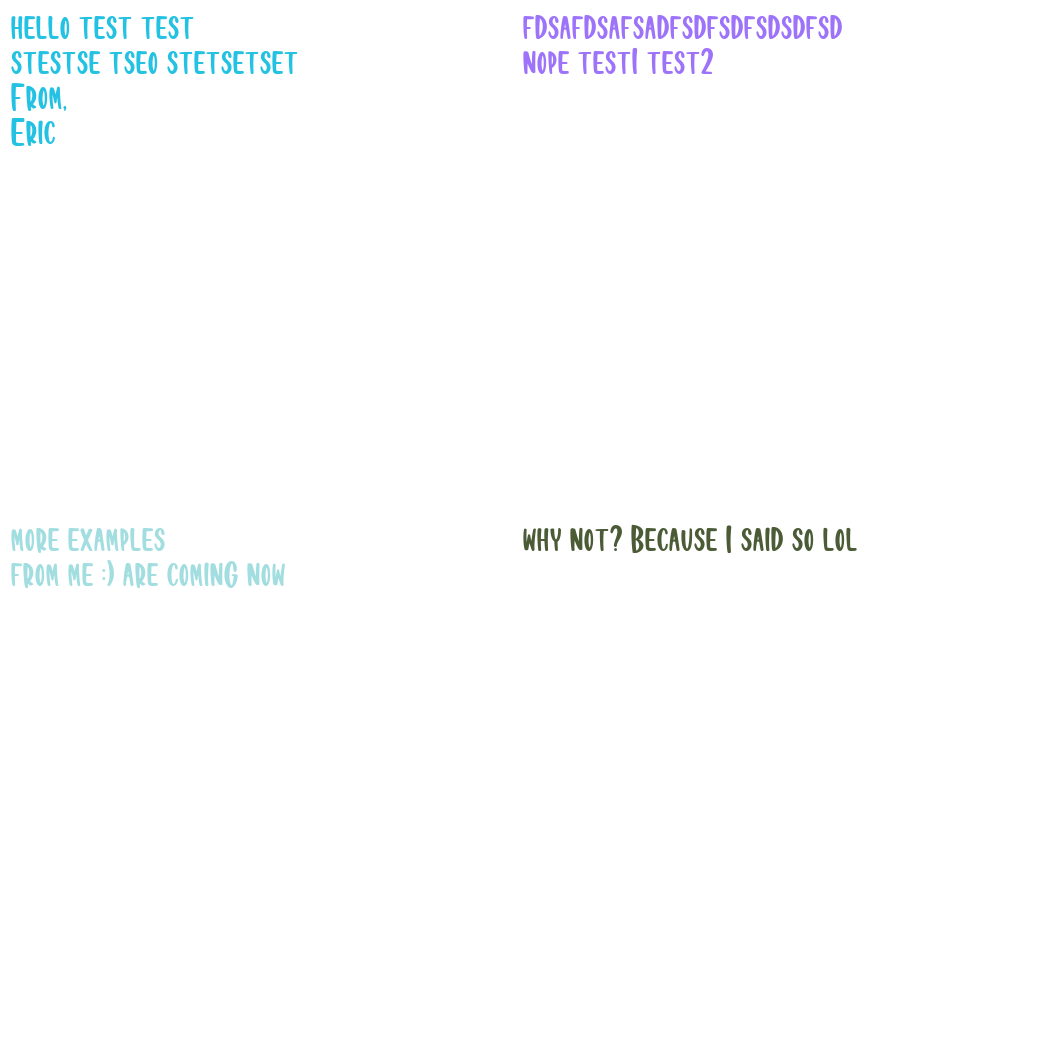 hello test test
stestse tseo stetsetset
From,
Eric
fdsafdsafsadfsdfsdfsdsdfsd
nope test1 test2
more examples
from me :) are coming now
why not? Because I said so lol